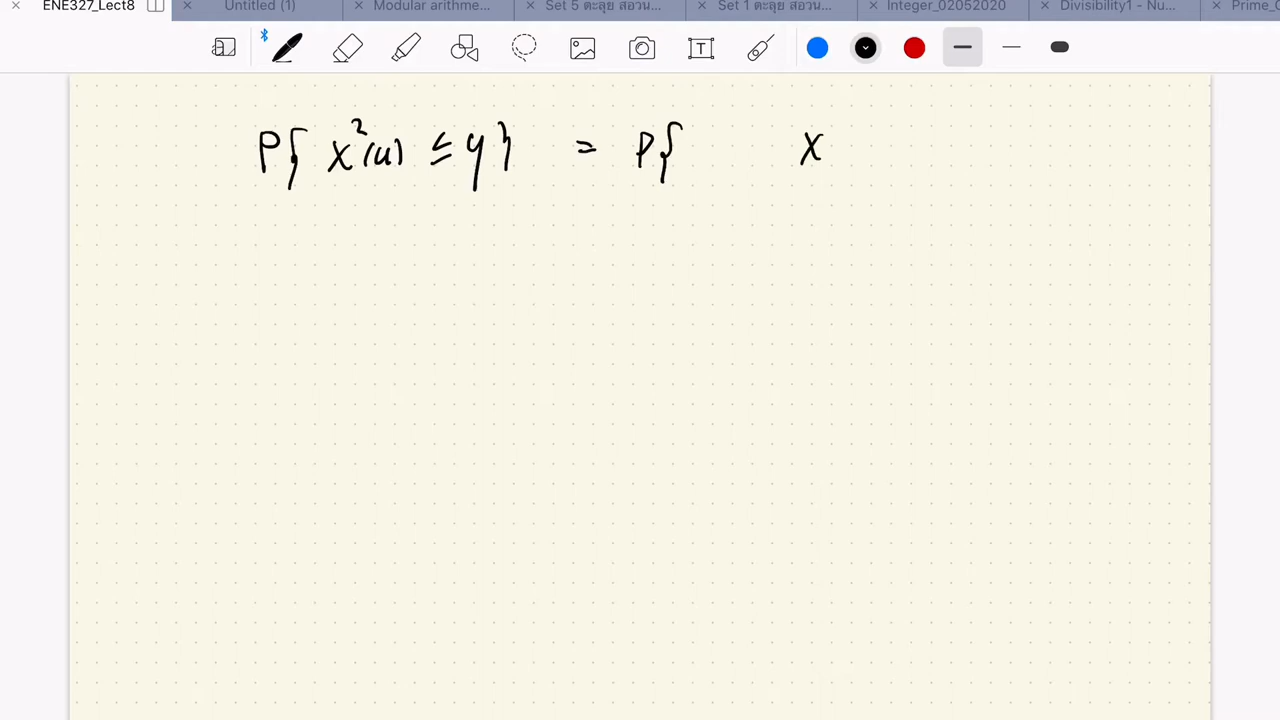 ENE327_Lect8 Untitled (1) Modular arithme... Set 5 ตะลุย สอวน... Set 1 ตะลุย สอวน... Integer_02052020 Divisibility1 - Nu... Prime_
T
P{ X²(u) ≤ y } = P{ X